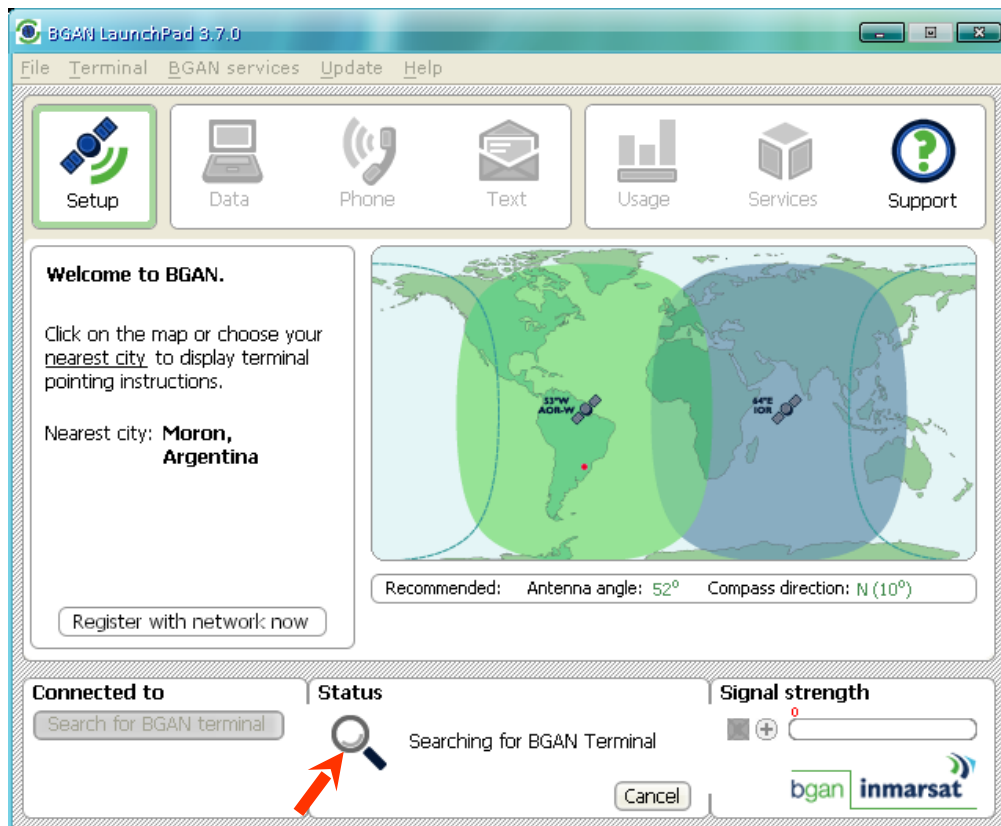 BGAN LaunchPad 3.7.0
File Terminal BGAN services Update Help
Setup
Data
Phone
Text
Usage
Services
Support
Welcome to BGAN.
Click on the map or choose your
nearest city to display terminal
pointing instructions.
Nearest city: Moron,
Argentina
Register with network now
53°W
AOR-W
64°E
IOR
Recommended: Antenna angle: 52° Compass direction: N (10°)
Connected to
Search for BGAN terminal
Status
Searching for BGAN Terminal
Cancel
Signal strength
0
bgan inmarsat